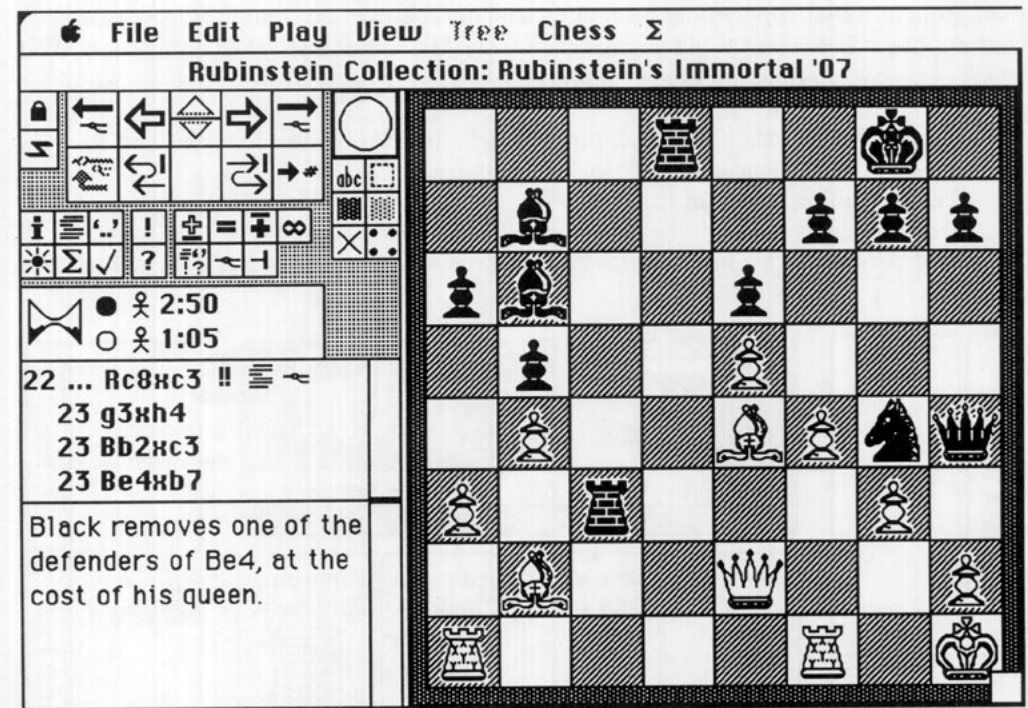 File Edit Play View Tree Chess Σ
Rubinstein Collection: Rubinstein's Immortal '07
abc
i ! ± = ∓ ∞
Σ √ ?
2:50
1:05
22 ... Rc8xc3 !!
23 g3xh4
23 Bb2xc3
23 Be4xb7
Black removes one of the
defenders of Be4, at the
cost of his queen.